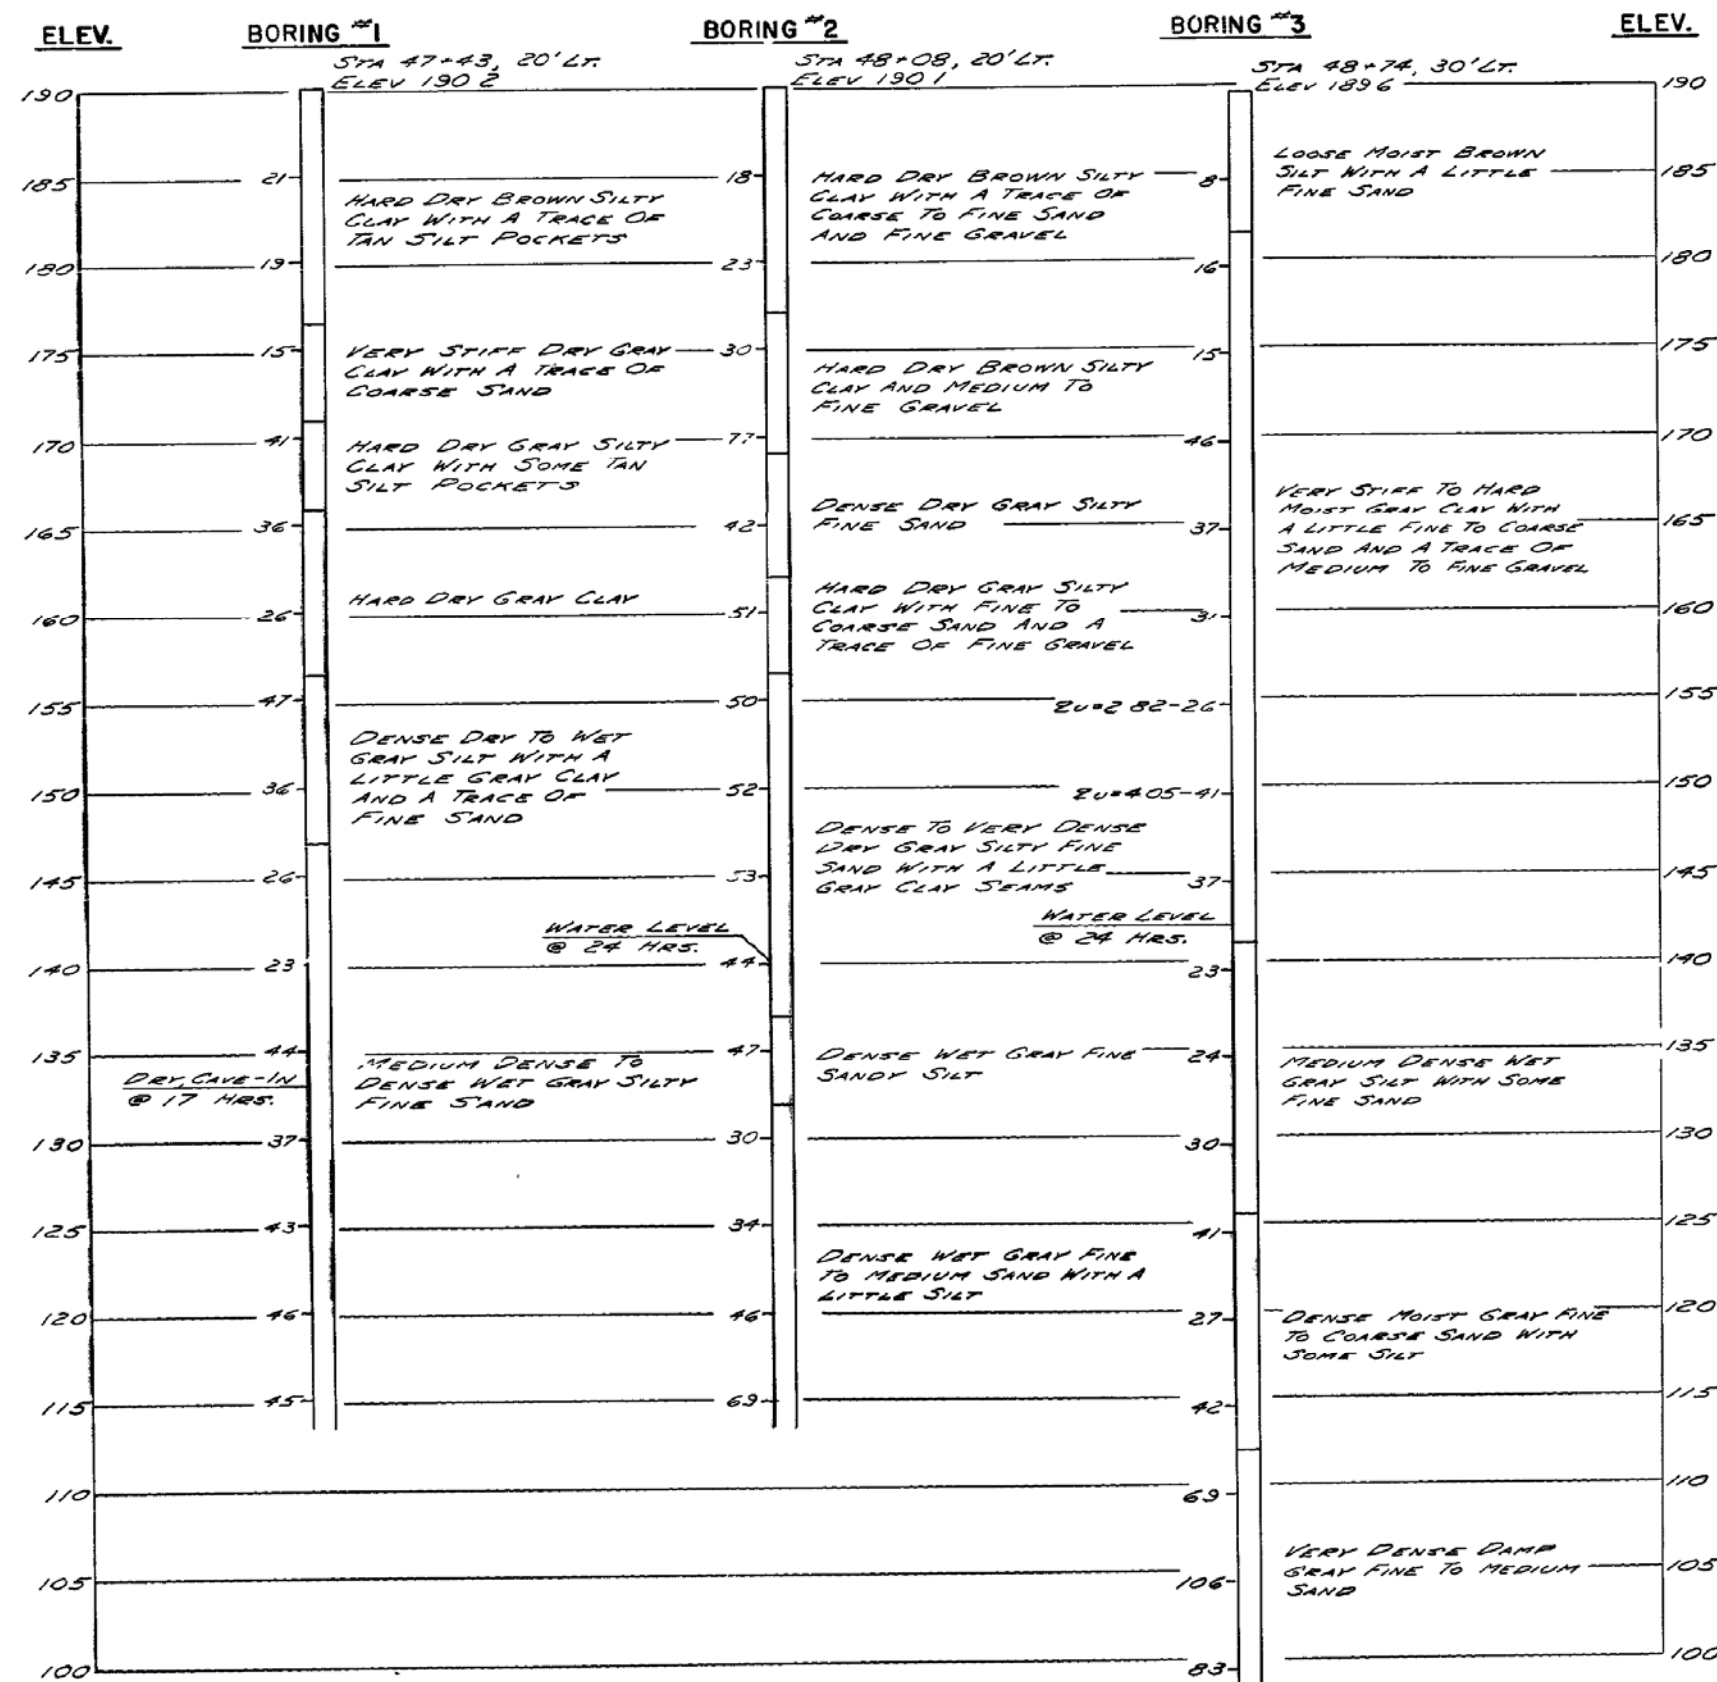 ELEV.
BORING #1
BORING #2
BORING #3
ELEV.
STA 47+43, 20' LT.
ELEV 190 2
STA 48+08, 20' LT.
ELEV 190 1
STA 48+74, 30' LT.
ELEV 189 6
190
190
185
21
18
8
185
HARD DRY BROWN SILTY
CLAY WITH A TRACE OF
TAN SILT POCKETS
HARD DRY BROWN SILTY
CLAY WITH A TRACE OF
COARSE TO FINE SAND
AND FINE GRAVEL
LOOSE MOIST BROWN
SILT WITH A LITTLE
FINE SAND
180
19
23
16
180
175
15
30
15
175
VERY STIFF DRY GRAY
CLAY WITH A TRACE OF
COARSE SAND
HARD DRY BROWN SILTY
CLAY AND MEDIUM TO
FINE GRAVEL
170
41
77
46
170
HARD DRY GRAY SILTY
CLAY WITH SOME TAN
SILT POCKETS
165
36
42
37
165
DENSE DRY GRAY SILTY
FINE SAND
VERY STIFF TO HARD
MOIST GRAY CLAY WITH
A LITTLE FINE TO COARSE
SAND AND A TRACE OF
MEDIUM TO FINE GRAVEL
160
26
51
31
160
HARD DRY GRAY CLAY
HARD DRY GRAY SILTY
CLAY WITH FINE TO
COARSE SAND AND A
TRACE OF FINE GRAVEL
155
47
50
Qu=2 82-26
155
DENSE DRY TO WET
GRAY SILT WITH A
LITTLE GRAY CLAY
AND A TRACE OF
FINE SAND
150
36
52
Qu=4 05-41
150
DENSE TO VERY DENSE
DRY GRAY SILTY FINE
SAND WITH A LITTLE
GRAY CLAY SEAMS
145
26
53
37
145
WATER LEVEL
@ 24 HRS.
WATER LEVEL
@ 24 HRS.
140
23
44
23
140
135
44
47
24
135
DRY, CAVE-IN
@ 17 HRS.
MEDIUM DENSE TO
DENSE WET GRAY SILTY
FINE SAND
DENSE WET GRAY FINE
SANDY SILT
MEDIUM DENSE WET
GRAY SILT WITH SOME
FINE SAND
130
37
30
30
130
125
43
34
41
125
DENSE WET GRAY FINE
TO MEDIUM SAND WITH A
LITTLE SILT
120
46
46
27
120
DENSE MOIST GRAY FINE
TO COARSE SAND WITH
SOME SILT
115
45
69
42
115
110
69
110
105
106
105
VERY DENSE DAMP
GRAY FINE TO MEDIUM
SAND
100
83
100